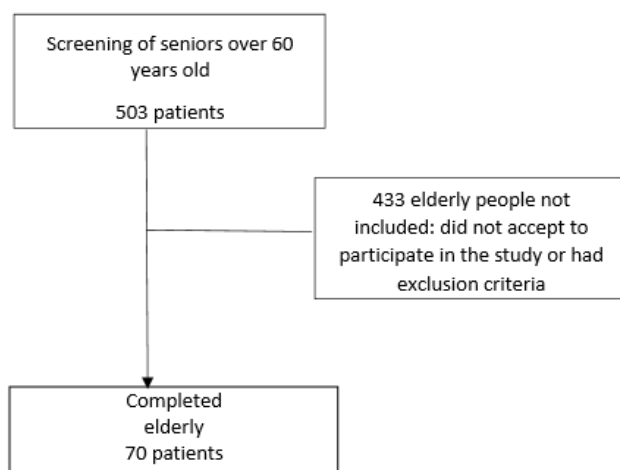 Screening of seniors over 60
years old
503 patients
433 elderly people not
included: did not accept to
participate in the study or had
exclusion criteria
Completed
elderly
70 patients